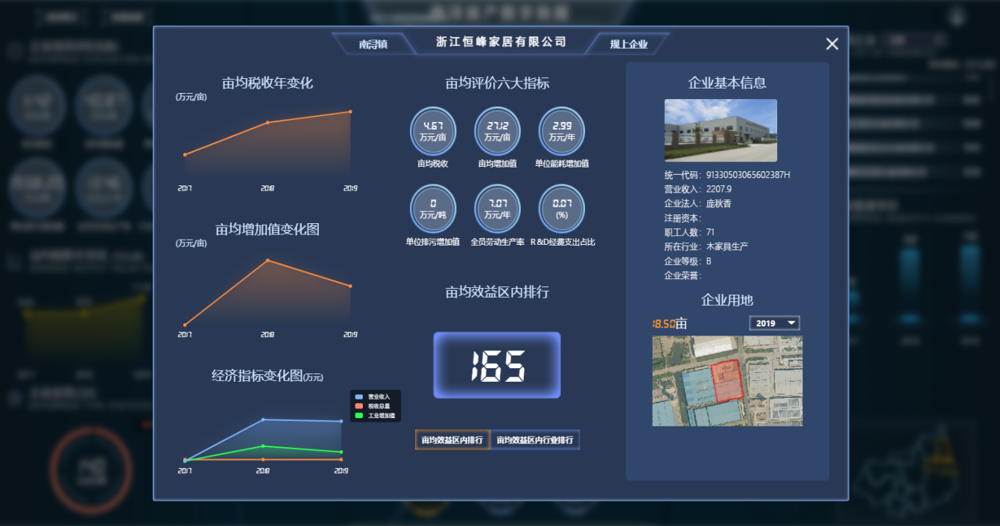 南浔镇
浙江恒峰家居有限公司
规上企业
亩均税收年变化
(万元/亩)
2017 2018 2019
亩均增加值变化图
(万元/亩)
2017 2018 2019
经济指标变化图(万元)
营业收入
税收总量
工业增加值
2017 2018 2019
亩均评价六大指标
4.67
万元/亩
亩均税收
27.12
万元/亩
亩均增加值
2.99
万元/年
单位能耗增加值
0
万元/吨
单位排污增加值
7.07
万元/年
全员劳动生产率
0.07
(%)
R&D经费支出占比
亩均效益区内排行
165
亩均效益区内排行
亩均效益区内行业排行
企业基本信息
统一代码：91330503065602387H
营业收入：2207.9
企业法人：庞秋香
注册资本：
职工人数：71
所在行业：木家具生产
企业等级：B
企业荣誉：
企业用地
18.50亩
2019